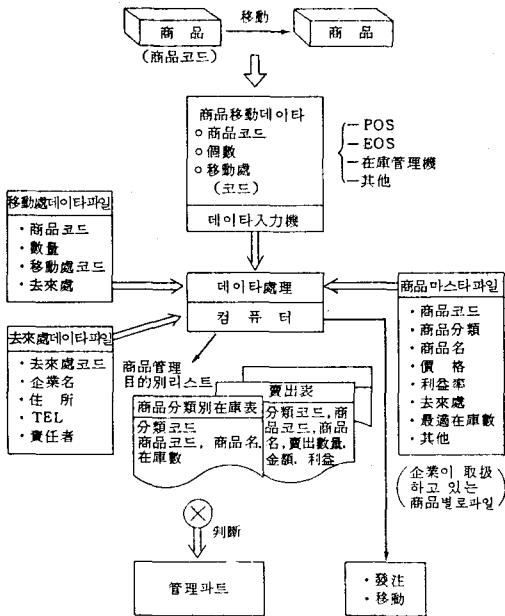 移動
商品
商品
(商品코드)
商品移動데이타
○ 商品코드
○ 個數
○ 移動處
(코드)
데이타入力機
— POS
— EOS
— 在庫管理機
— 其他
移動處데이타파일
· 商品코드
· 數量
· 移動處코드
· 去來處
데이타處理
컴퓨터
商品마스타파일
· 商品코드
· 商品分類
· 商品名
· 價格
· 利益率
· 去來處
· 最適在庫數
· 其他
去來處데이타파일
· 去來處코드
· 企業名
· 住所
· TEL
· 責任者
商品管理
目的別리스트
賣出表
分類코드, 商
品코드, 商品
名, 賣出數量,
金額, 利益
商品分類別在庫表
分類코드
商品코드, 商品名,
在庫數
(企業이 取扱
하고 있는
商品별로파일)
判斷
管理파트
· 發注
· 移動